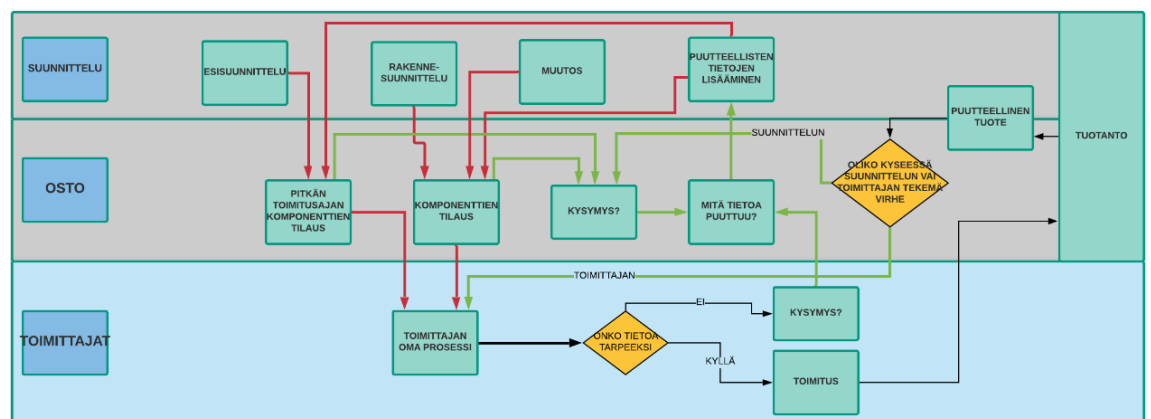 SUUNNITTELU
ESISUUNNITTELU
RAKENNE-
SUUNNITTELU
MUUTOS
PUUTTEELLISTEN
TIETOJEN
LISÄÄMINEN
PUUTTEELLINEN
TUOTE
TUOTANTO
SUUNNITTELUN
OSTO
PITKÄN
TOIMITUSAJAN
KOMPONENTTIEN
TILAUS
KOMPONENTTIEN
TILAUS
KYSYMYS?
MITÄ TIETOA
PUUTTUU?
OLIKO KYSEESSÄ
SUUNNITTELUN VAI
TOIMITTAJAN TEKEMÄ
VIRHE
TOIMITTAJAN
TOIMITTAJAT
TOIMITTAJAN
OMA PROSESSI
ONKO TIETOA
TARPEEKSI
EI
KYSYMYS?
KYLLÄ
TOIMITUS